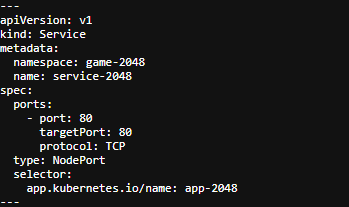 ---
apiVersion: v1
kind: Service
metadata:
  namespace: game-2048
  name: service-2048
spec:
  ports:
    - port: 80
      targetPort: 80
      protocol: TCP
  type: NodePort
  selector:
    app.kubernetes.io/name: app-2048
---